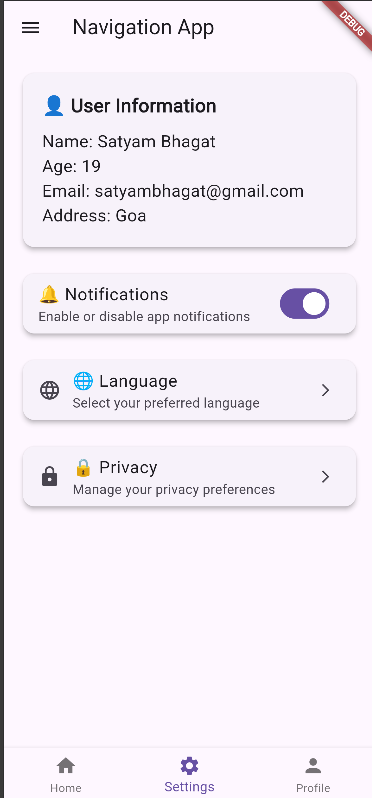 Navigation App
DEBUG
👤 User Information
Name: Satyam Bhagat
Age: 19
Email: satyambhagat@gmail.com
Address: Goa
🔔 Notifications
Enable or disable app notifications
🌐 Language
Select your preferred language
🔒 Privacy
Manage your privacy preferences
Home
Settings
Profile